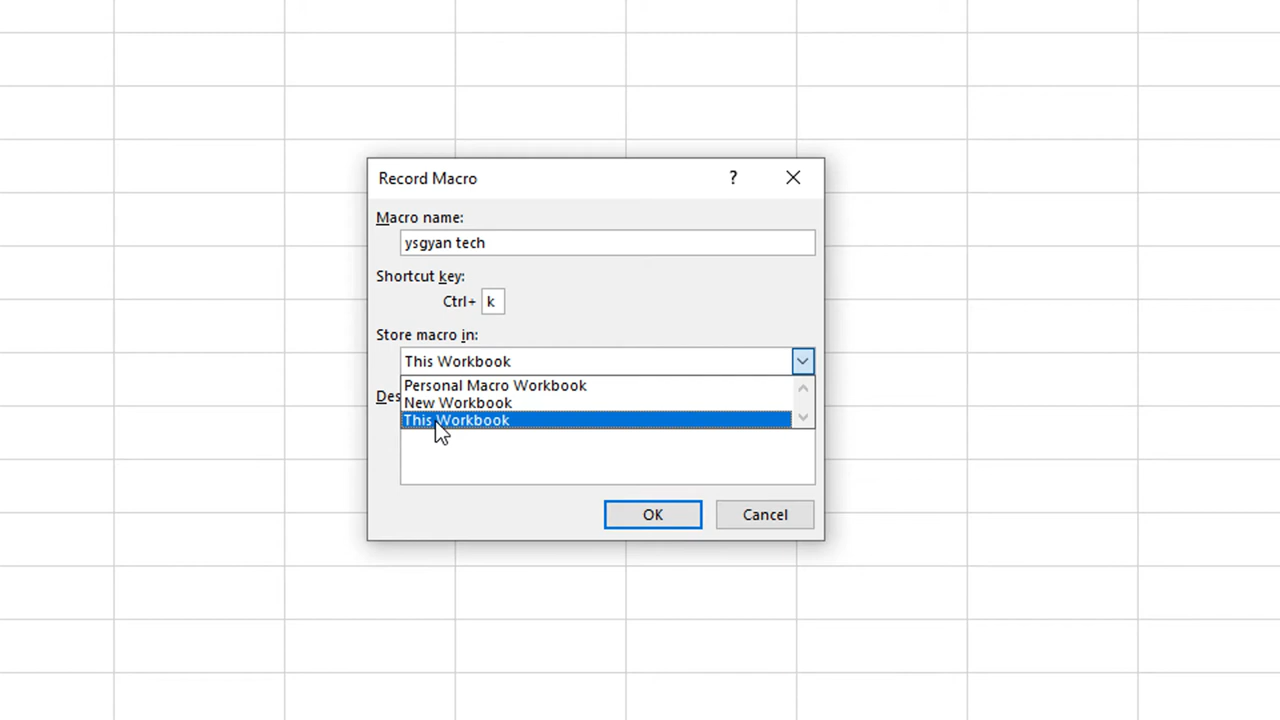 Record Macro ?
Macro name:
ysgyan tech
Shortcut key:
Ctrl+ k
Store macro in:
This Workbook
Personal Macro Workbook
New Workbook
This Workbook
Des
OK Cancel